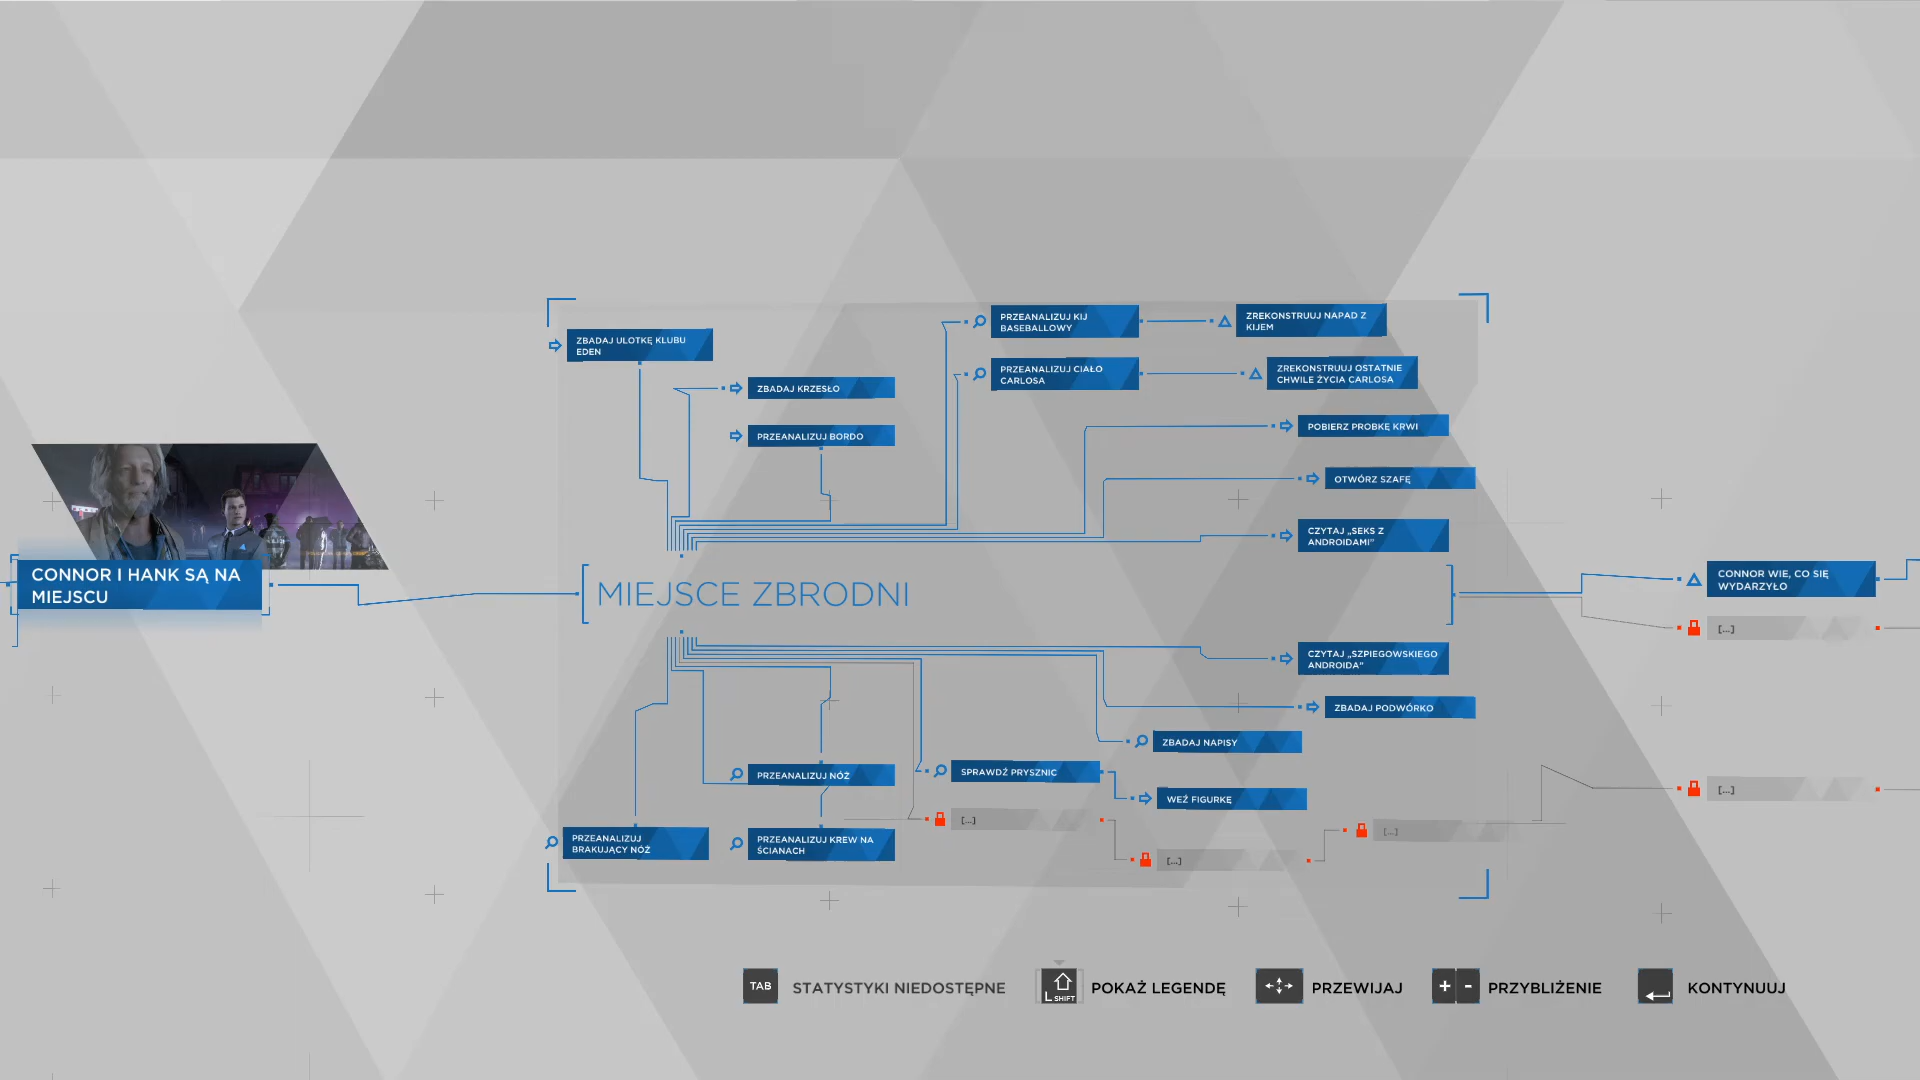 PRZEANALIZUJ KIJ
BASEBALLOWY
ZREKONSTRUUJ NAPAD Z
KIJEM
ZBADAJ ULOTKĘ KLUBU
EDEN
PRZEANALIZUJ CIAŁO
CARLOSA
ZREKONSTRUUJ OSTATNIE
CHWILE ŻYCIA CARLOSA
ZBADAJ KRZESŁO
POBIERZ PROBKĘ KRWI
PRZEANALIZUJ BORDO
OTWÓRZ SZAFĘ
CZYTAJ „SEKS Z
ANDROIDAMI"
CONNOR I HANK SĄ NA
MIEJSCU
MIEJSCE ZBRODNI
CONNOR WIE, CO SIĘ
WYDARZYŁO
[...]
CZYTAJ „SZPIEGOWSKIEGO
ANDROIDA"
ZBADAJ PODWÓRKO
ZBADAJ NAPISY
PRZEANALIZUJ NÓŻ
SPRAWDŹ PRYSZNIC
WEŹ FIGURKĘ
[...]
[...]
[...]
PRZEANALIZUJ
BRAKUJĄCY NÓŻ
PRZEANALIZUJ KREW NA
ŚCIANACH
[...]
TAB STATYSTYKI NIEDOSTĘPNE
L SHIFT POKAŻ LEGENDĘ
PRZEWIJAJ
+ - PRZYBLIŻENIE
KONTYNUUJ